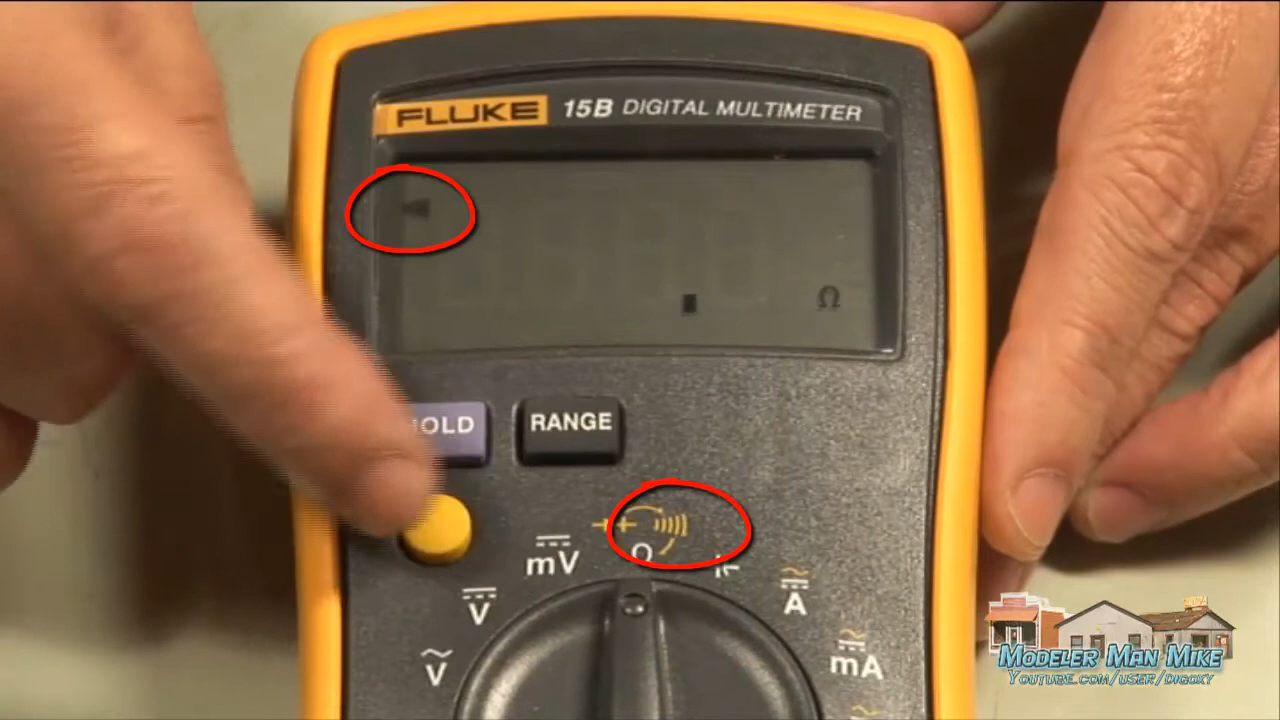 FLUKE 15B DIGITAL MULTIMETER
Ω
HOLD RANGE
mV
Ω
V
A
V
mA
MODELER MAN MIKE
YOUTUBE.COM/USER/DIGOXY